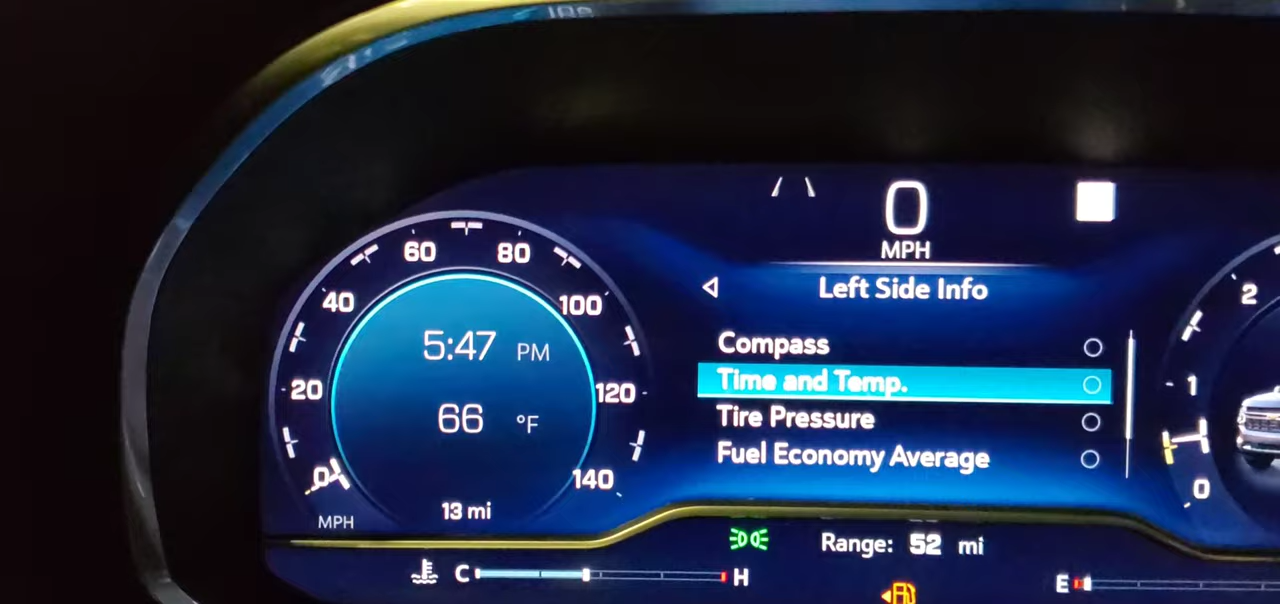 0
MPH
Left Side Info
Compass
Time and Temp.
Tire Pressure
Fuel Economy Average
0
20
40
60
80
100
120
140
MPH
5:47 PM
66 °F
13 mi
2
1
0
Range: 52 mi
C
H
E